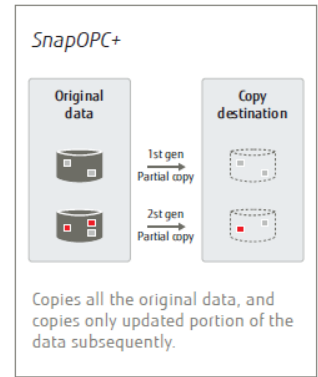 SnapOPC+
Original
data
Copy
destination
1st gen
Partial copy
2st gen
Partial copy
Copies all the original data, and
copies only updated portion of the
data subsequently.